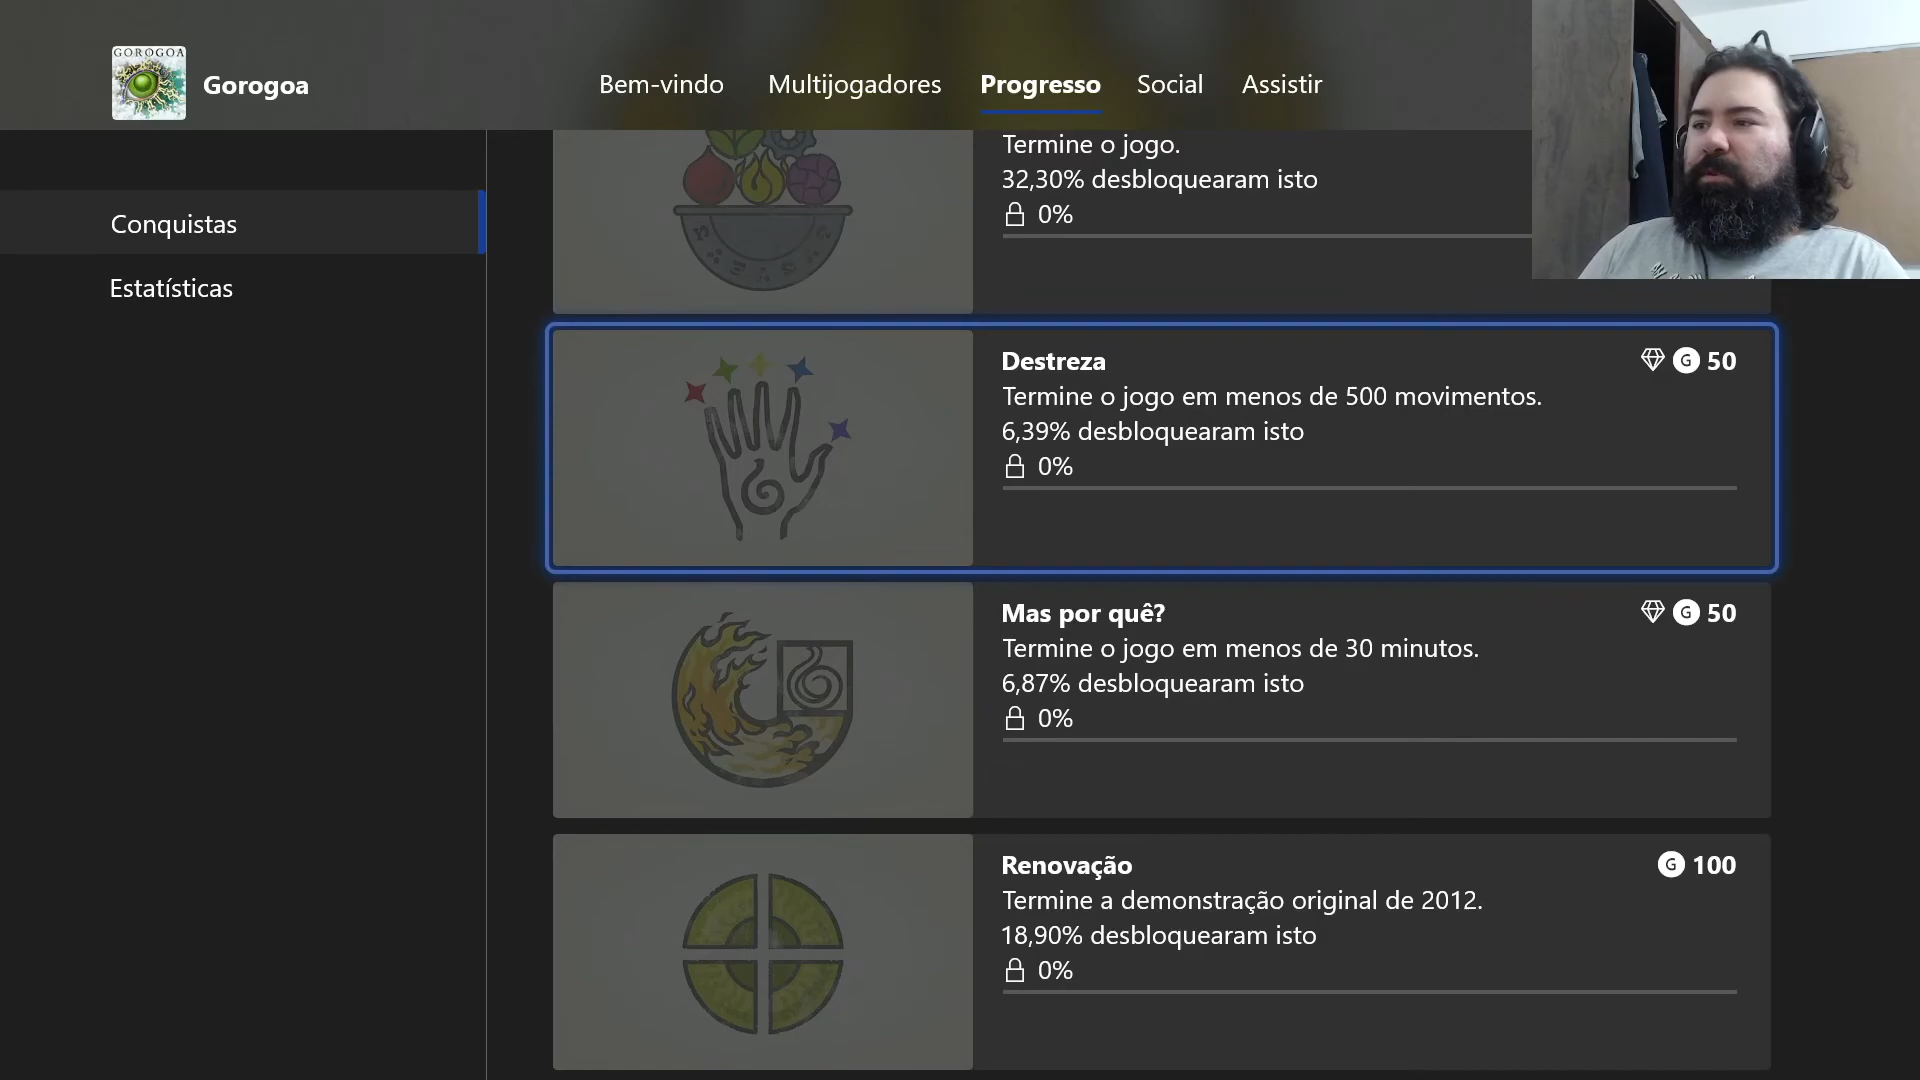 GOROGOA
Gorogoa
Bem-vindo
Multijogadores
Progresso
Social
Assistir
Conquistas
Estatísticas
Termine o jogo.
32,30% desbloquearam isto
0%
Destreza
G 50
Termine o jogo em menos de 500 movimentos.
6,39% desbloquearam isto
0%
Mas por quê?
G 50
Termine o jogo em menos de 30 minutos.
6,87% desbloquearam isto
0%
Renovação
G 100
Termine a demonstração original de 2012.
18,90% desbloquearam isto
0%